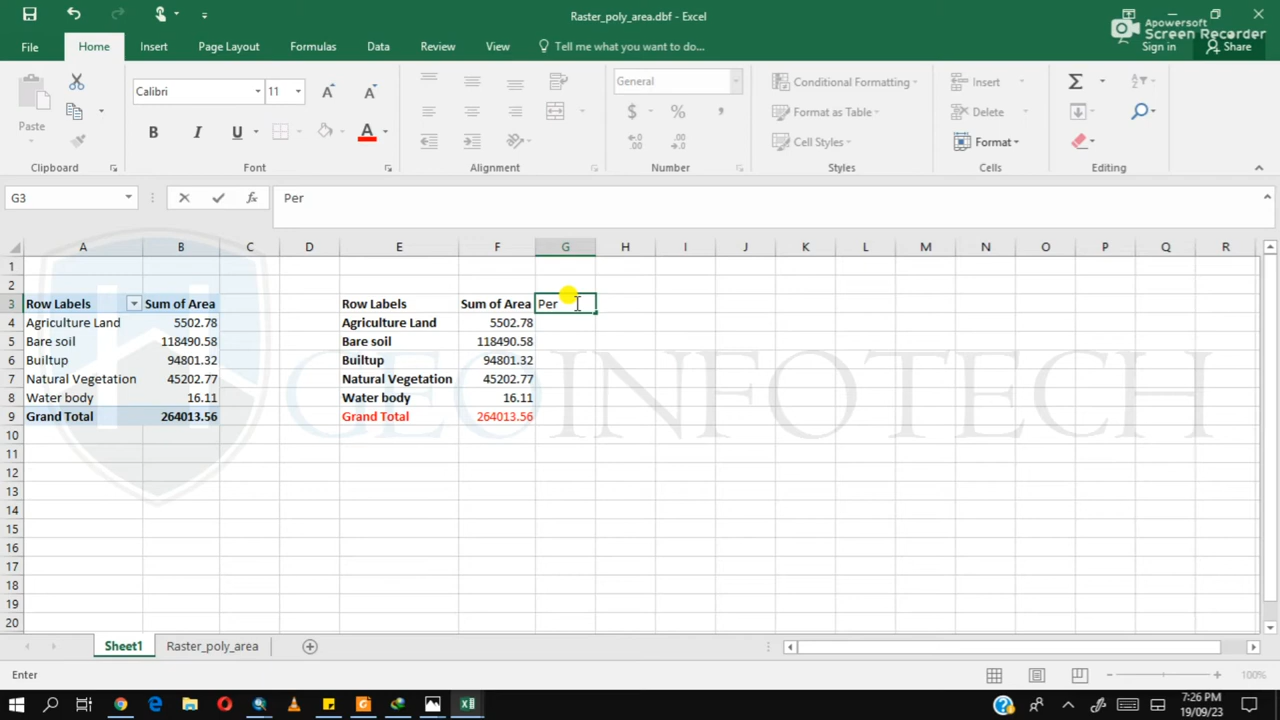 Raster_poly_area.dbf - Excel
Apowersoft
Screen Recorder
File Home Insert Page Layout Formulas Data Review View Tell me what you want to do... Sign in Share
Calibri 11 General Conditional Formatting Insert
Paste B I U A $ % Format as Table Delete
Cell Styles Format
Clipboard Font Alignment Number Styles Cells Editing
G3 fx Per
A B C D E F G H I J K L M N O P Q R
1
2
3 Row Labels Sum of Area Row Labels Sum of Area Per
4 Agriculture Land 5502.78 Agriculture Land 5502.78
5 Bare soil 118490.58 Bare soil 118490.58
6 Builtup 94801.32 Builtup 94801.32
7 Natural Vegetation 45202.77 Natural Vegetation 45202.77
8 Water body 16.11 Water body 16.11
9 Grand Total 264013.56 Grand Total 264013.56
GEOINFOTECH
10
11
12
13
14
15
16
17
18
19
20
Sheet1 Raster_poly_area
Enter 100%
7:26 PM
19/09/23